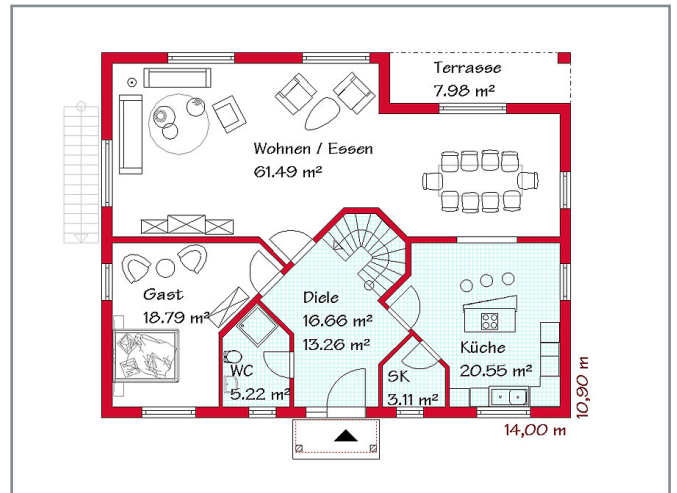 Terrasse
7.98 m²
Wohnen / Essen
61.49 m²
Gast
18.79 m²
Diele
16.66 m²
13.26 m²
WC
5.22 m²
SK
3.11 m²
Küche
20.55 m²
10,90 m
14,00 m